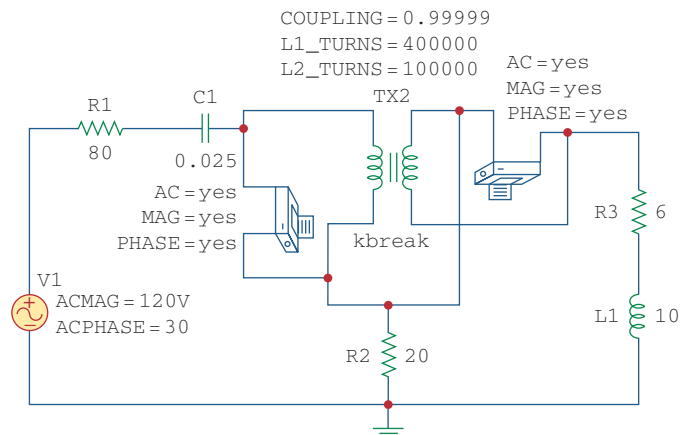 COUPLING=0.99999
L1_TURNS=400000
L2_TURNS=100000
TX2
AC=yes
MAG=yes
PHASE=yes
R1
80
C1
0.025
AC=yes
MAG=yes
PHASE=yes
kbreak
R3 6
V1
ACMAG=120V
ACPHASE=30
L1 10
R2 20